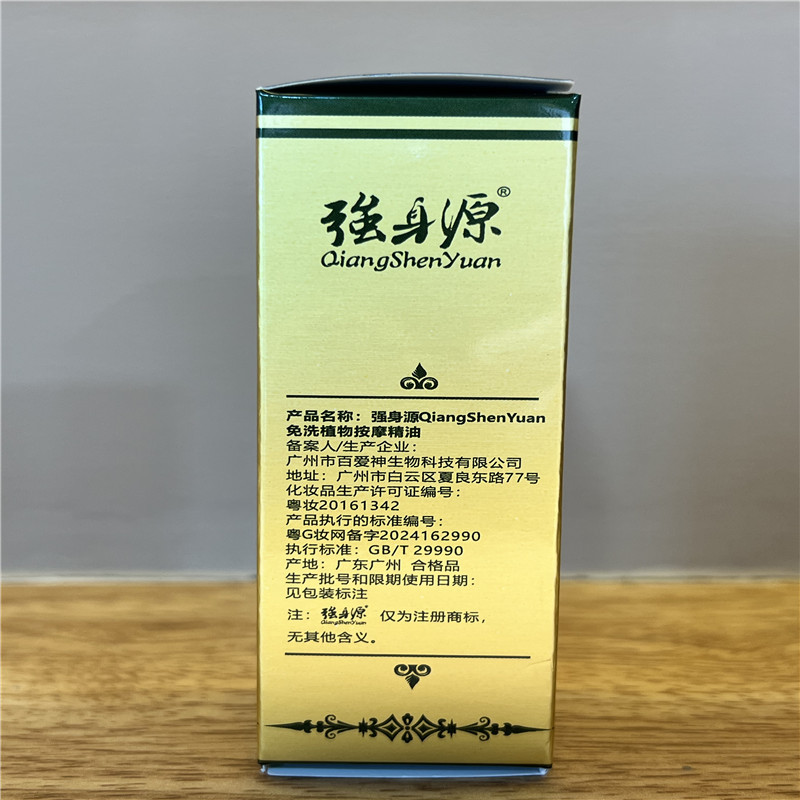 強身源®
QiangShenYuan
产品名称：强身源QiangShenYuan
免洗植物按摩精油
备案人/生产企业：
广州市百爱神生物科技有限公司
地址：广州市白云区夏良东路77号
化妆品生产许可证编号：
粤妆20161342
产品执行的标准编号：
粤G妆网备字2024162990
执行标准：GB/T 29990
产地：广东广州 合格品
生产批号和限期使用日期：
见包装标注
注：強身源® QiangShenYuan 仅为注册商标，
无其他含义。